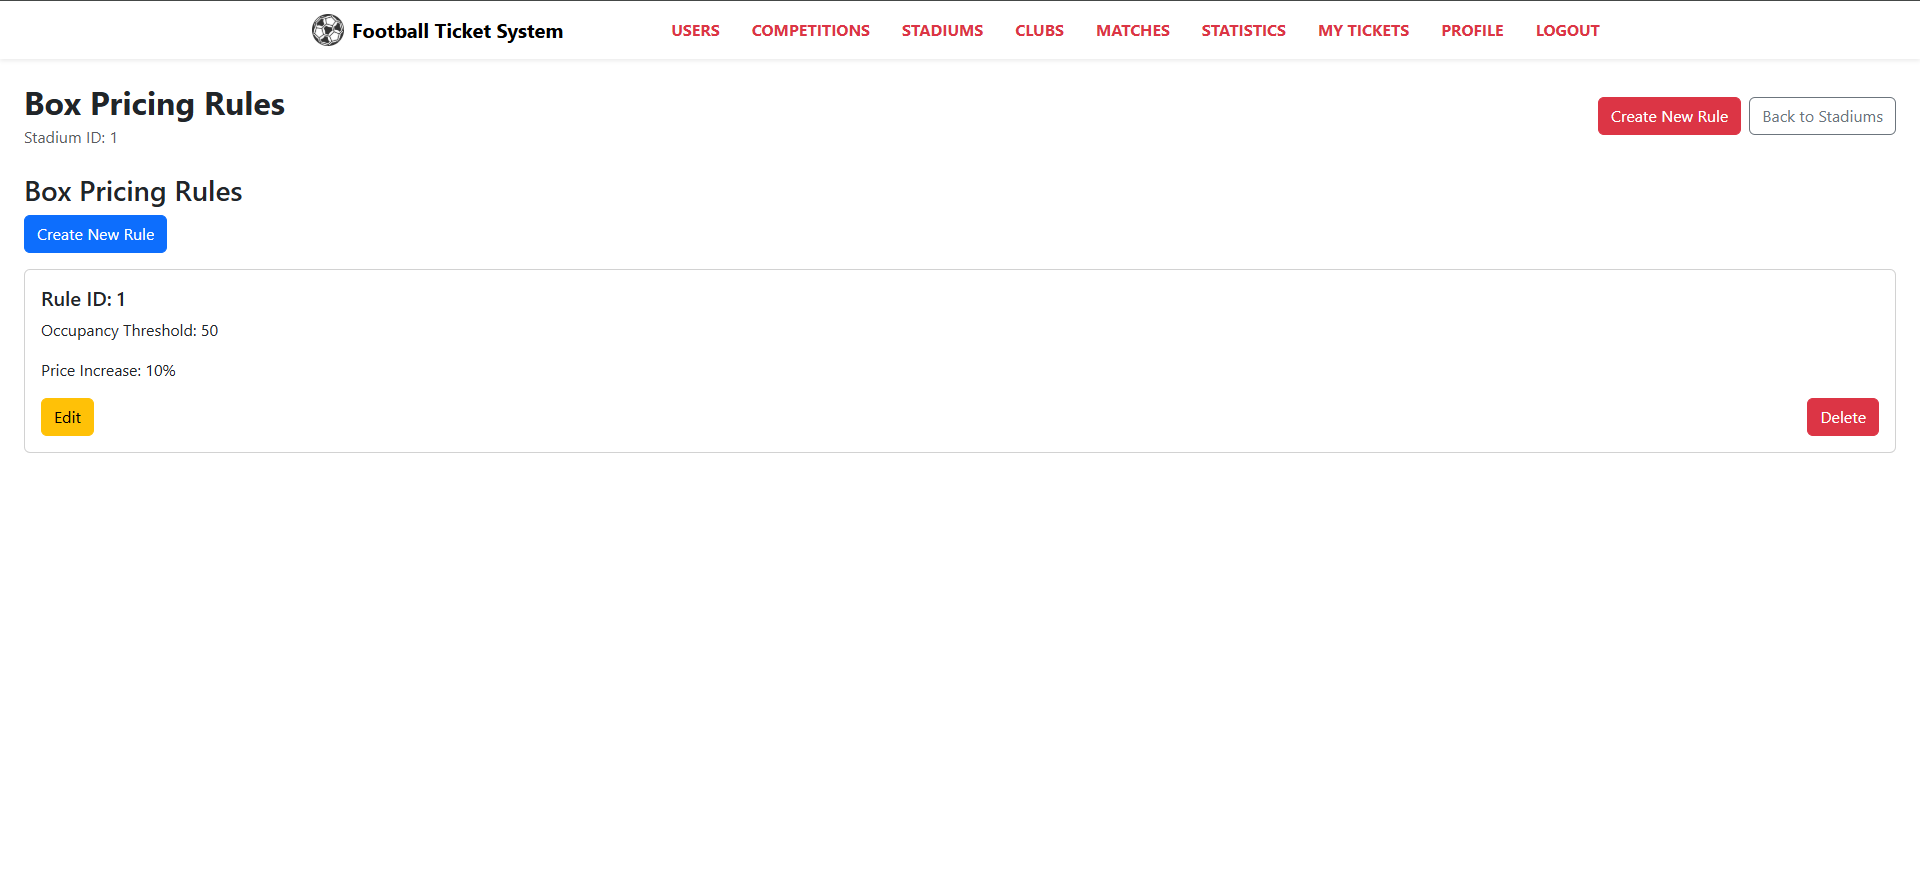 Football Ticket System USERS COMPETITIONS STADIUMS CLUBS MATCHES STATISTICS MY TICKETS PROFILE LOGOUT
Box Pricing Rules
Create New Rule Back to Stadiums
Stadium ID: 1
Box Pricing Rules
Create New Rule
Rule ID: 1
Occupancy Threshold: 50
Price Increase: 10%
Edit Delete